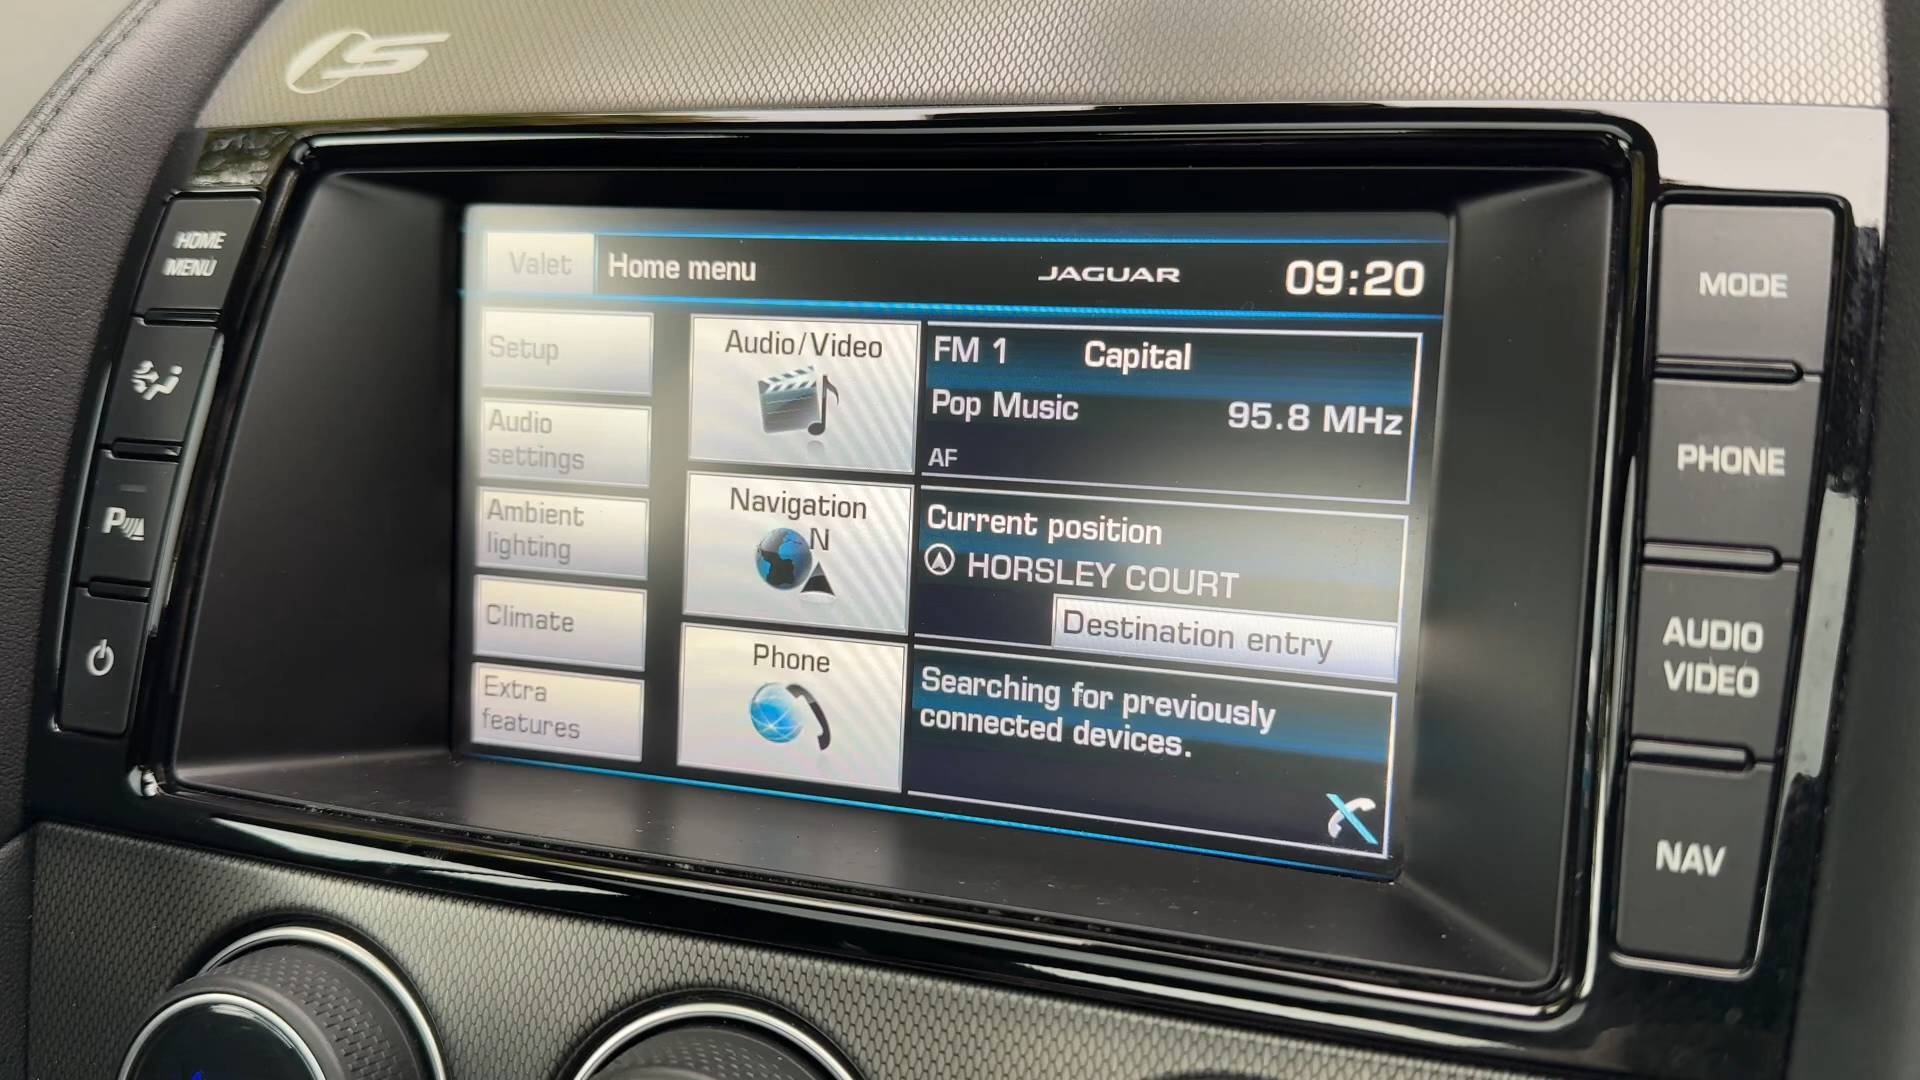 S
HOME
MENU
P
Valet
Home menu
JAGUAR
09:20
Setup
Audio
settings
Ambient
lighting
Climate
Extra
features
Audio/Video
Navigation
N
Phone
FM 1
Capital
Pop Music
95.8 MHz
AF
Current position
HORSLEY COURT
Destination entry
Searching for previously
connected devices.
MODE
PHONE
AUDIO
VIDEO
NAV